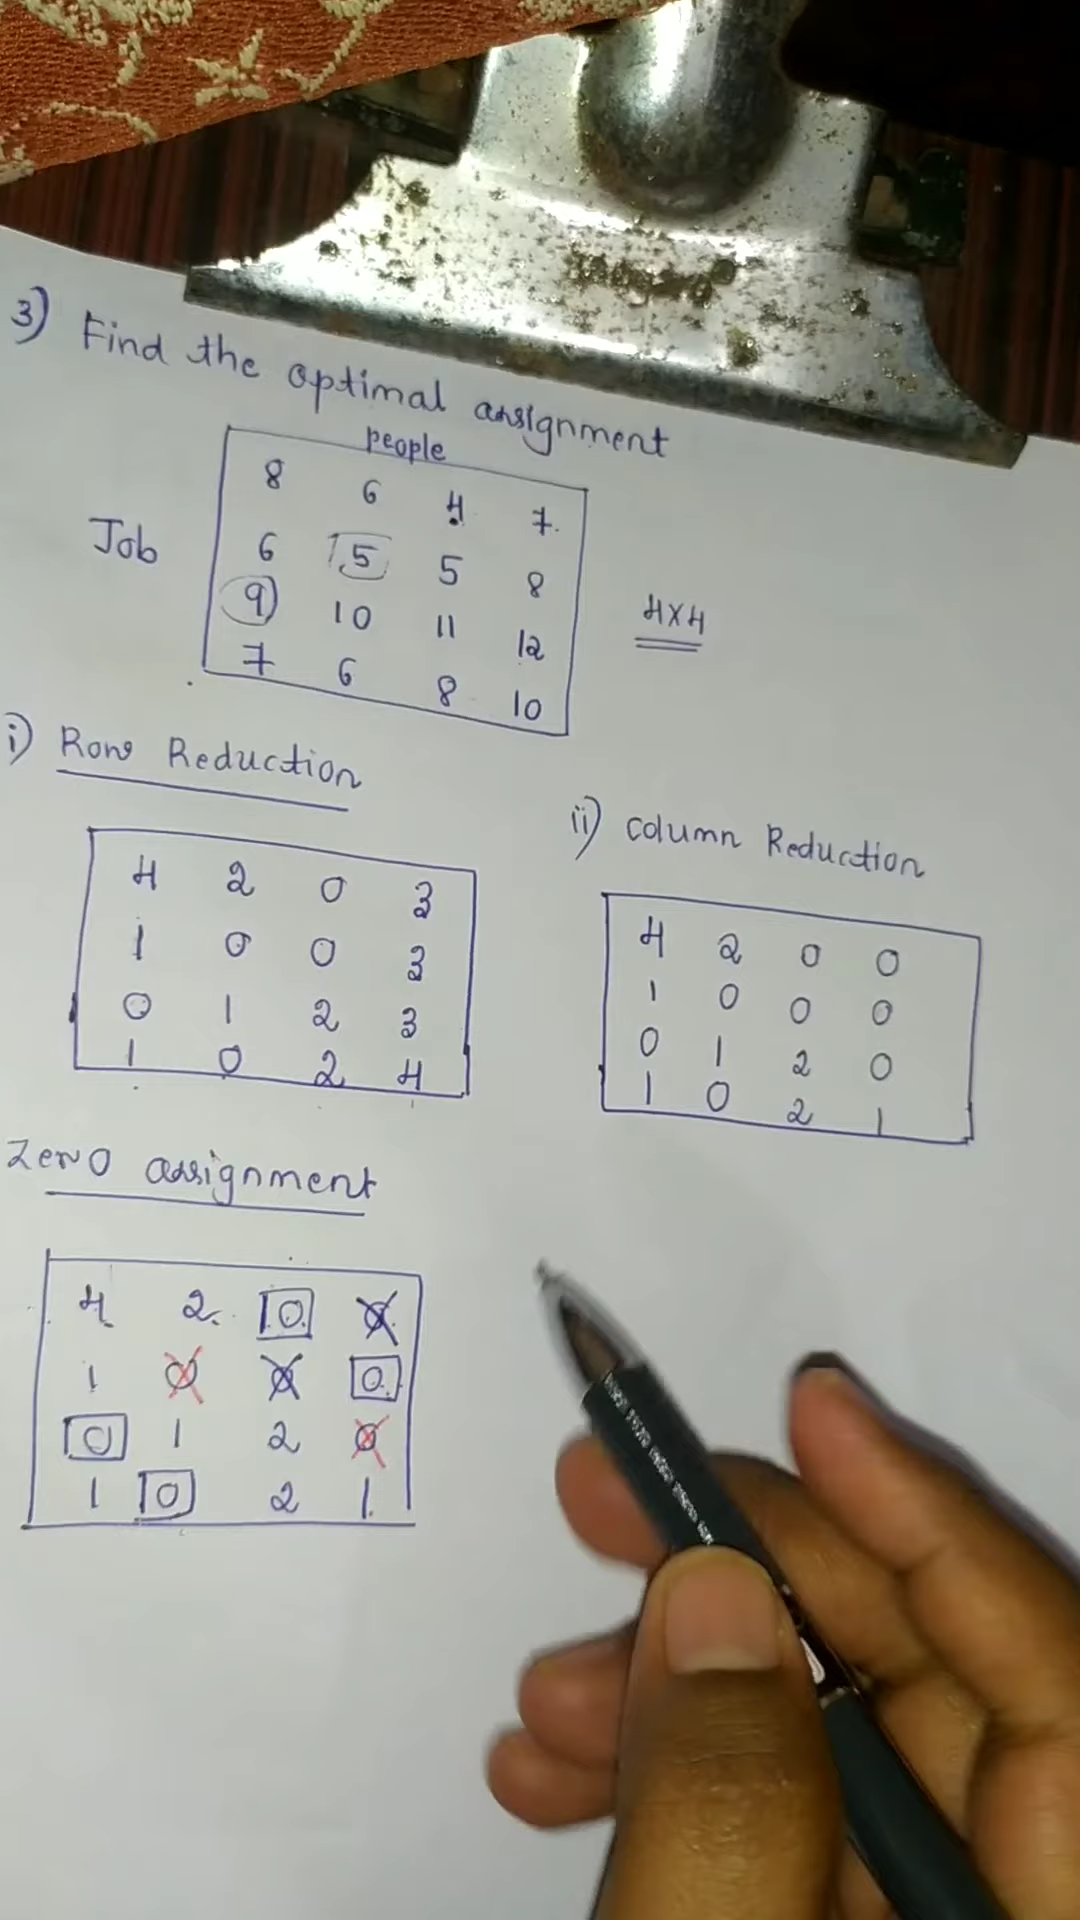 3) Find the optimal assignment
people
Job
8 6 4 7
6 5 5 8
9 10 11 12
7 6 8 10
4x4
i) Row Reduction
4 2 0 3
1 0 0 3
0 1 2 3
1 0 2 4
ii) column Reduction
4 2 0 0
1 0 0 0
0 1 2 0
1 0 2 1
Zero assignment
4 2 0 0
1 0 0 0
0 1 2 0
1 0 2 1